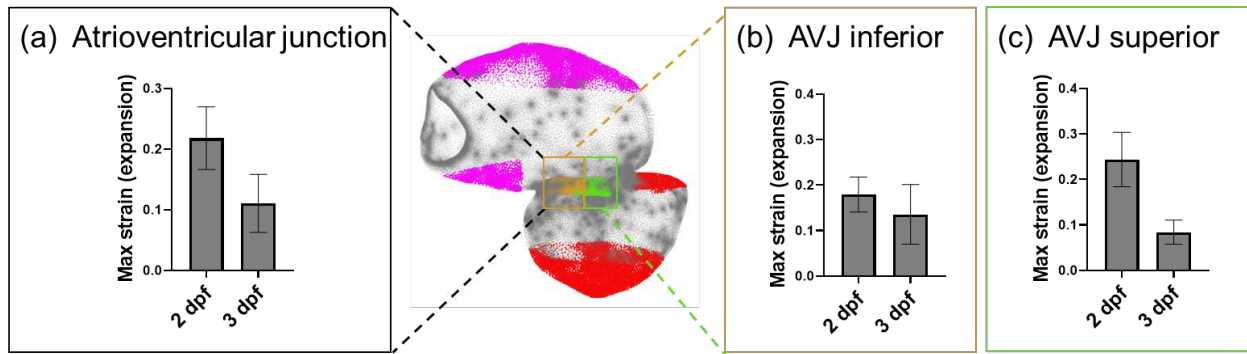 (a) Atrioventricular junction
Max strain (expansion)
0.3
0.2
0.1
0.0
2 dpf
3 dpf
(b) AVJ inferior
Max strain (expansion)
0.4
0.3
0.2
0.1
0.0
2 dpf
3 dpf
(c) AVJ superior
Max strain (expansion)
0.4
0.3
0.2
0.1
0.0
2 dpf
3 dpf